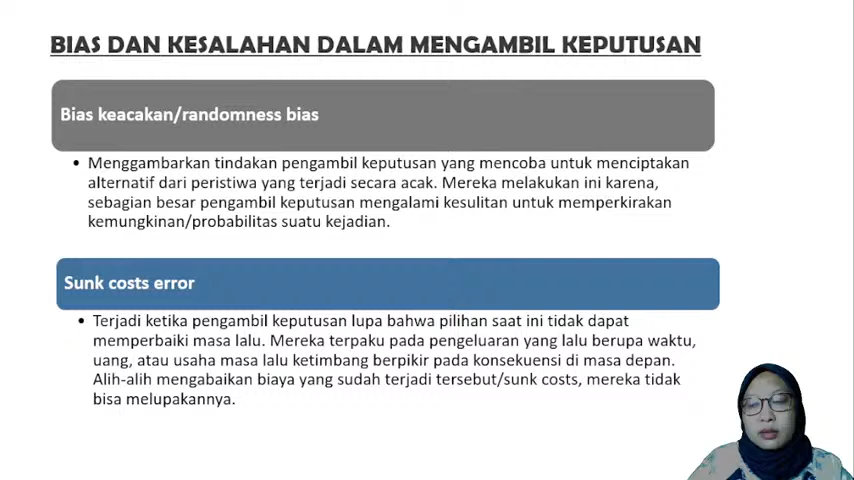 BIAS DAN KESALAHAN DALAM MENGAMBIL KEPUTUSAN
Bias keacakan/randomness bias
• Menggambarkan tindakan pengambil keputusan yang mencoba untuk menciptakan
alternatif dari peristiwa yang terjadi secara acak. Mereka melakukan ini karena,
sebagian besar pengambil keputusan mengalami kesulitan untuk memperkirakan
kemungkinan/probabilitas suatu kejadian.
Sunk costs error
• Terjadi ketika pengambil keputusan lupa bahwa pilihan saat ini tidak dapat
memperbaiki masa lalu. Mereka terpaku pada pengeluaran yang lalu berupa waktu,
uang, atau usaha masa lalu ketimbang berpikir pada konsekuensi di masa depan.
Alih-alih mengabaikan biaya yang sudah terjadi tersebut/sunk costs, mereka tidak
bisa melupakannya.